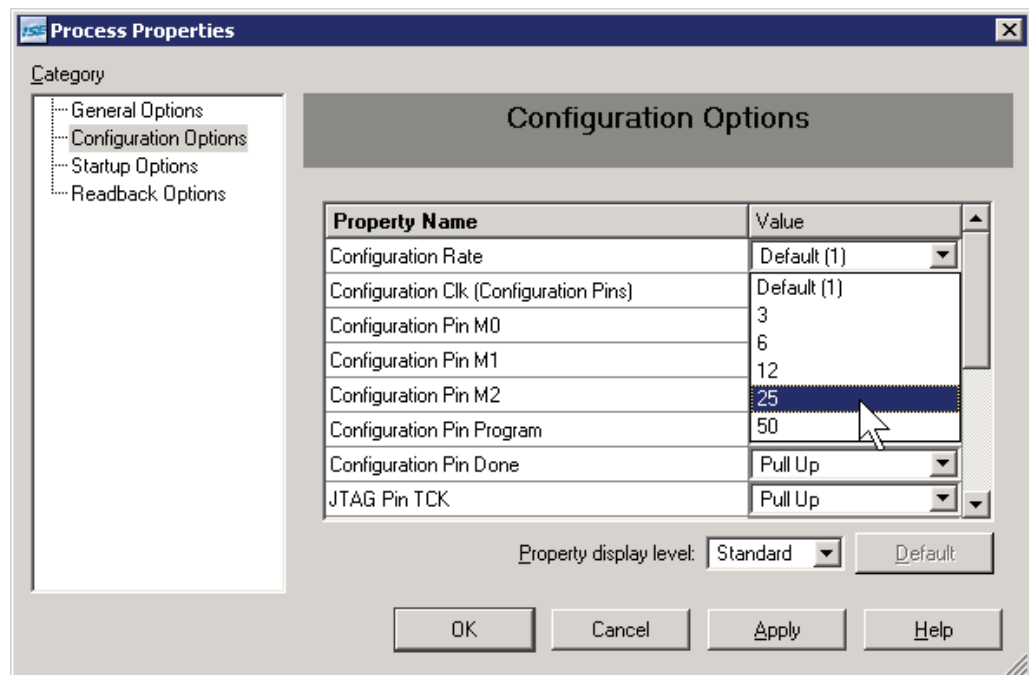 ISE Process Properties
Category
General Options
Configuration Options
Startup Options
Readback Options
Configuration Options
Property Name Value
Configuration Rate Default (1)
Configuration Clk (Configuration Pins) Default (1)
3
Configuration Pin M0 6
Configuration Pin M1 12
Configuration Pin M2 25
Configuration Pin Program 50
Configuration Pin Done Pull Up
JTAG Pin TCK Pull Up
Property display level: Standard Default
OK Cancel Apply Help